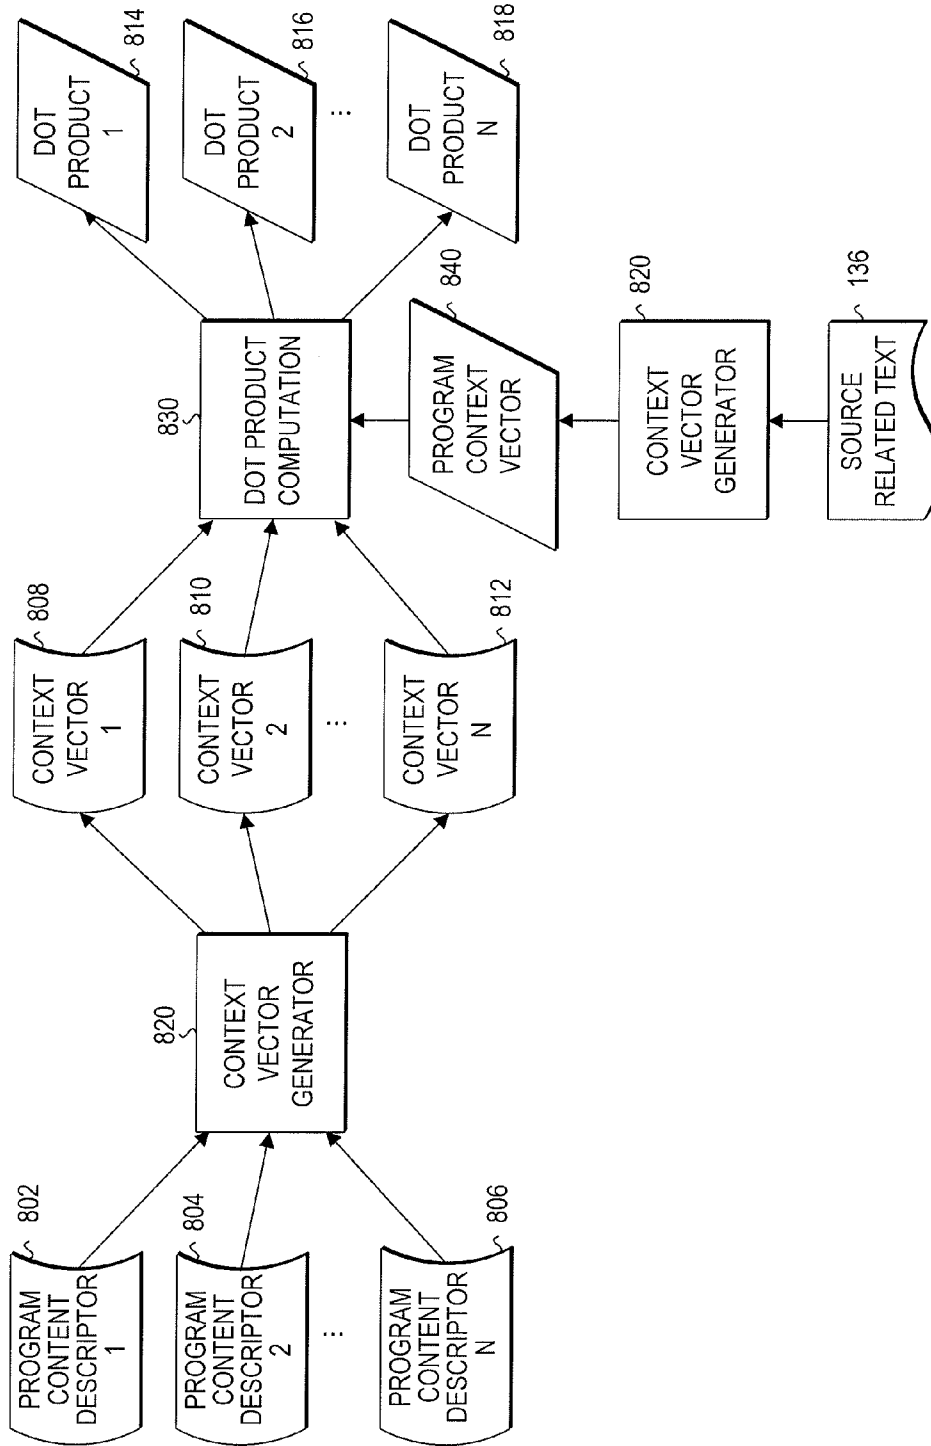 802
PROGRAM
CONTENT
DESCRIPTOR
1
804
PROGRAM
CONTENT
DESCRIPTOR
2
...
806
PROGRAM
CONTENT
DESCRIPTOR
N
820
CONTEXT
VECTOR
GENERATOR
808
CONTEXT
VECTOR
1
810
CONTEXT
VECTOR
2
...
812
CONTEXT
VECTOR
N
830
DOT PRODUCT
COMPUTATION
840
PROGRAM
CONTEXT
VECTOR
820
CONTEXT
VECTOR
GENERATOR
136
SOURCE
RELATED TEXT
814
DOT
PRODUCT
1
816
DOT
PRODUCT
2
...
818
DOT
PRODUCT
N